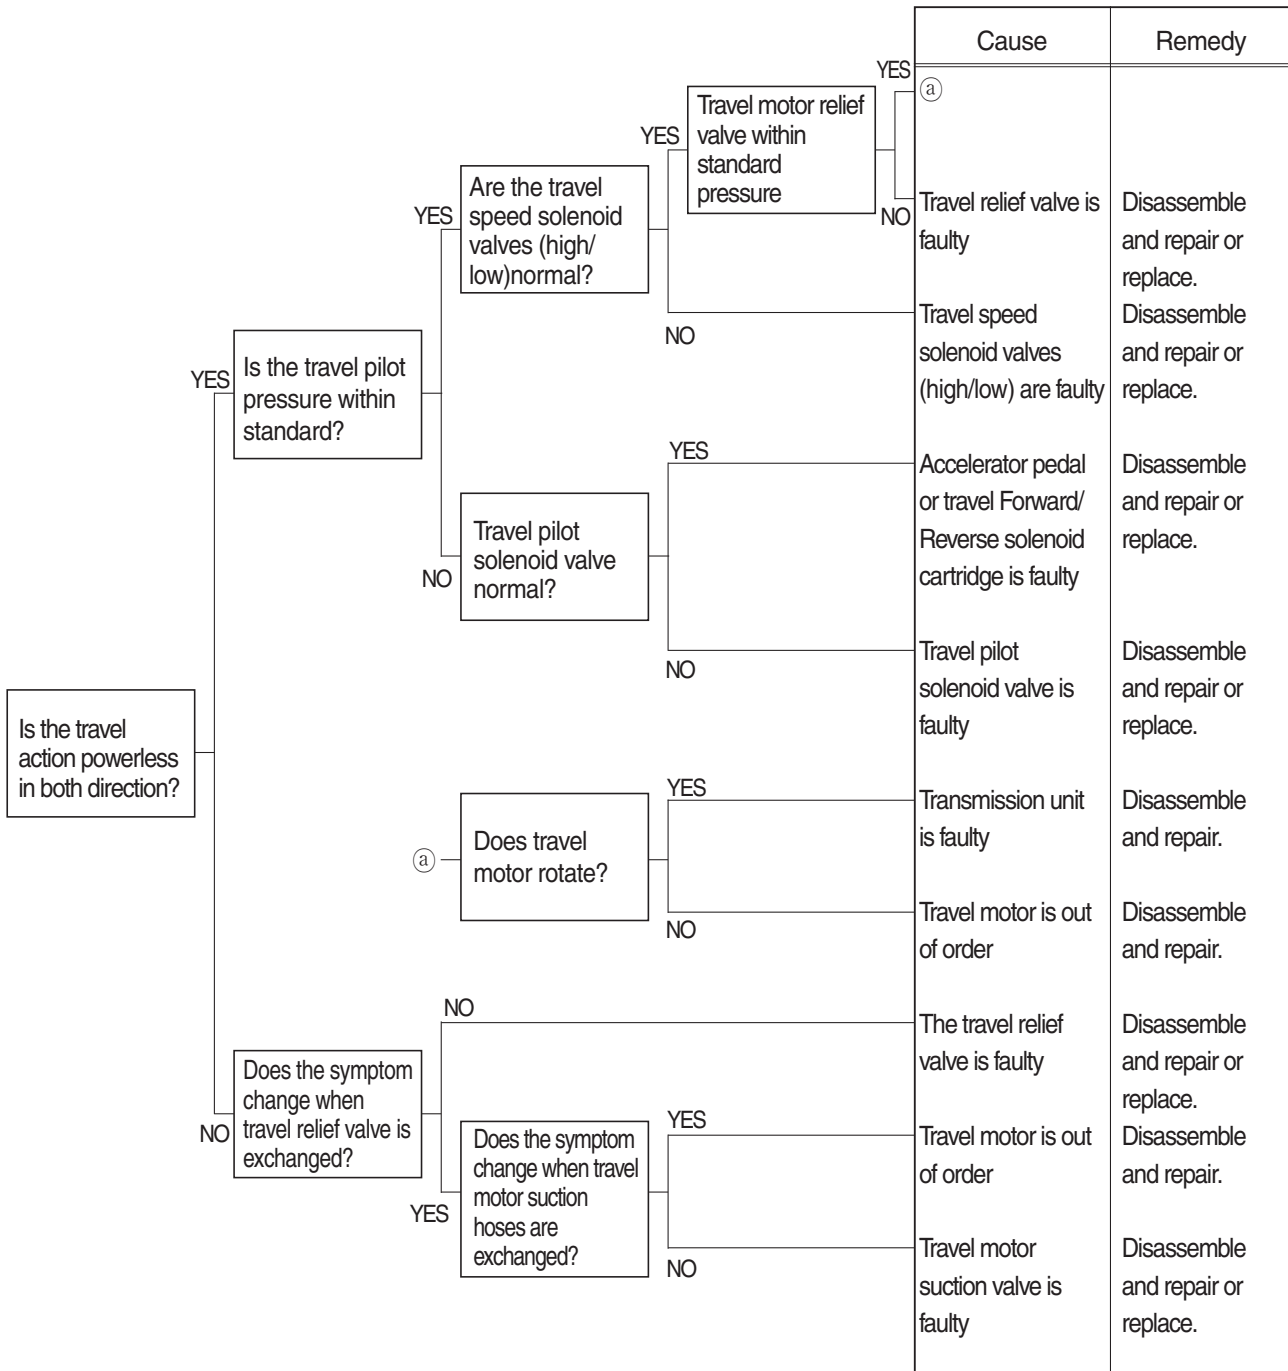 Cause
Remedy
YES
ⓐ
Travel motor relief
valve within
standard
pressure
YES
NO
Travel relief valve is
faulty
Disassemble
and repair or
replace.
Are the travel
speed solenoid
valves (high/
low)normal?
YES
NO
Travel speed
solenoid valves
(high/low) are faulty
Disassemble
and repair or
replace.
Is the travel pilot
pressure within
standard?
YES
YES
Accelerator pedal
or travel Forward/
Reverse solenoid
cartridge is faulty
Disassemble
and repair or
replace.
Travel pilot
solenoid valve
normal?
NO
NO
Travel pilot
solenoid valve is
faulty
Disassemble
and repair or
replace.
Is the travel
action powerless
in both direction?
YES
Transmission unit
is faulty
Disassemble
and repair.
ⓐ
Does travel
motor rotate?
NO
Travel motor is out
of order
Disassemble
and repair.
NO
The travel relief
valve is faulty
Disassemble
and repair or
replace.
Does the symptom
change when
travel relief valve is
exchanged?
NO
YES
Travel motor is out
of order
Disassemble
and repair.
Does the symptom
change when travel
motor suction
hoses are
exchanged?
YES
NO
Travel motor
suction valve is
faulty
Disassemble
and repair or
replace.